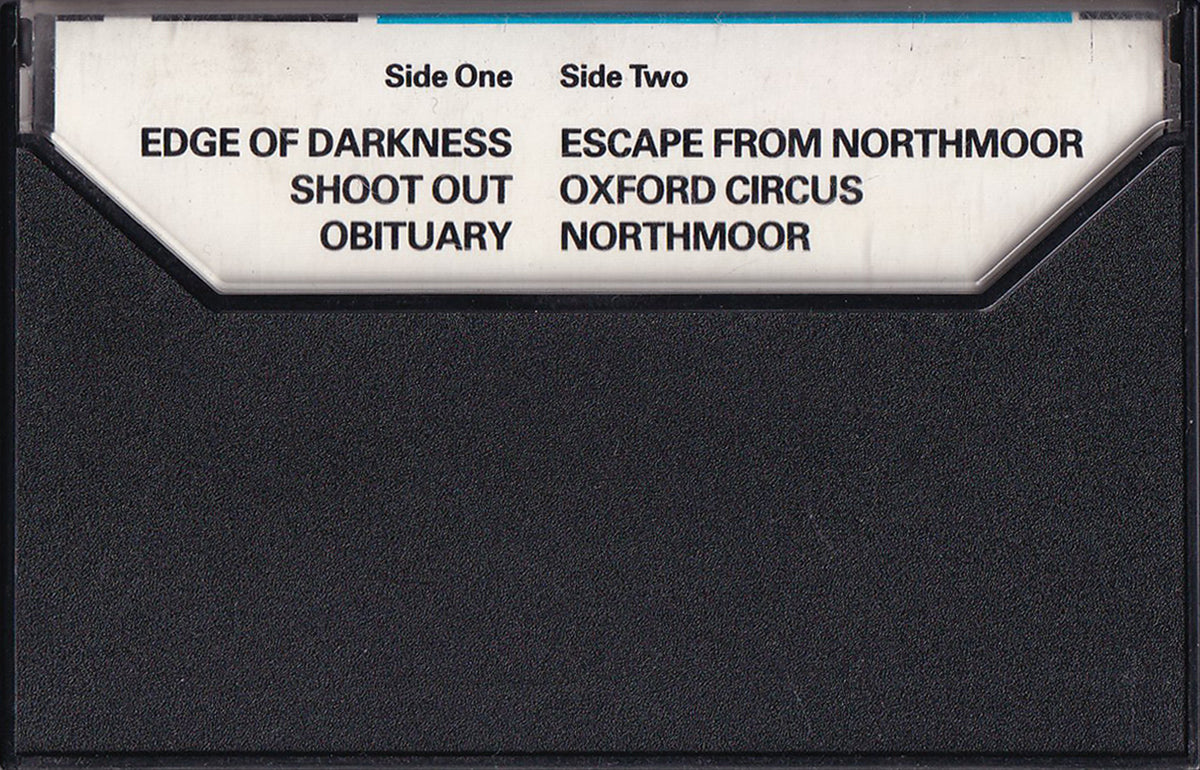 Side One
EDGE OF DARKNESS
SHOOT OUT
OBITUARY
Side Two
ESCAPE FROM NORTHMOOR
OXFORD CIRCUS
NORTHMOOR